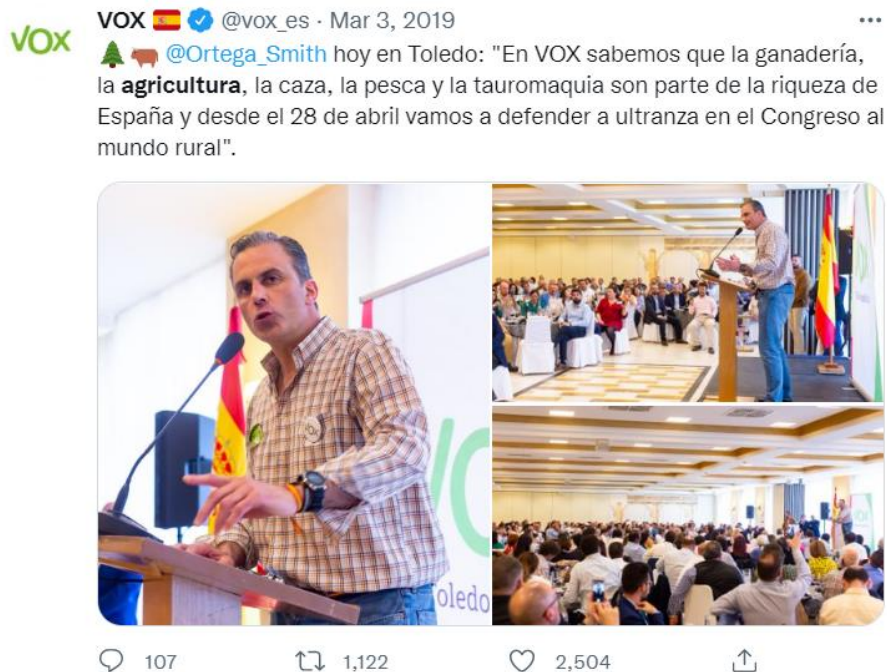 VOX
VOX 🇪🇸 @vox_es · Mar 3, 2019
🌲🐂 @Ortega_Smith hoy en Toledo: "En VOX sabemos que la ganadería,
la agricultura, la caza, la pesca y la tauromaquia son parte de la riqueza de
España y desde el 28 de abril vamos a defender a ultranza en el Congreso al
mundo rural".
VO
oledo
107 1,122 2,504